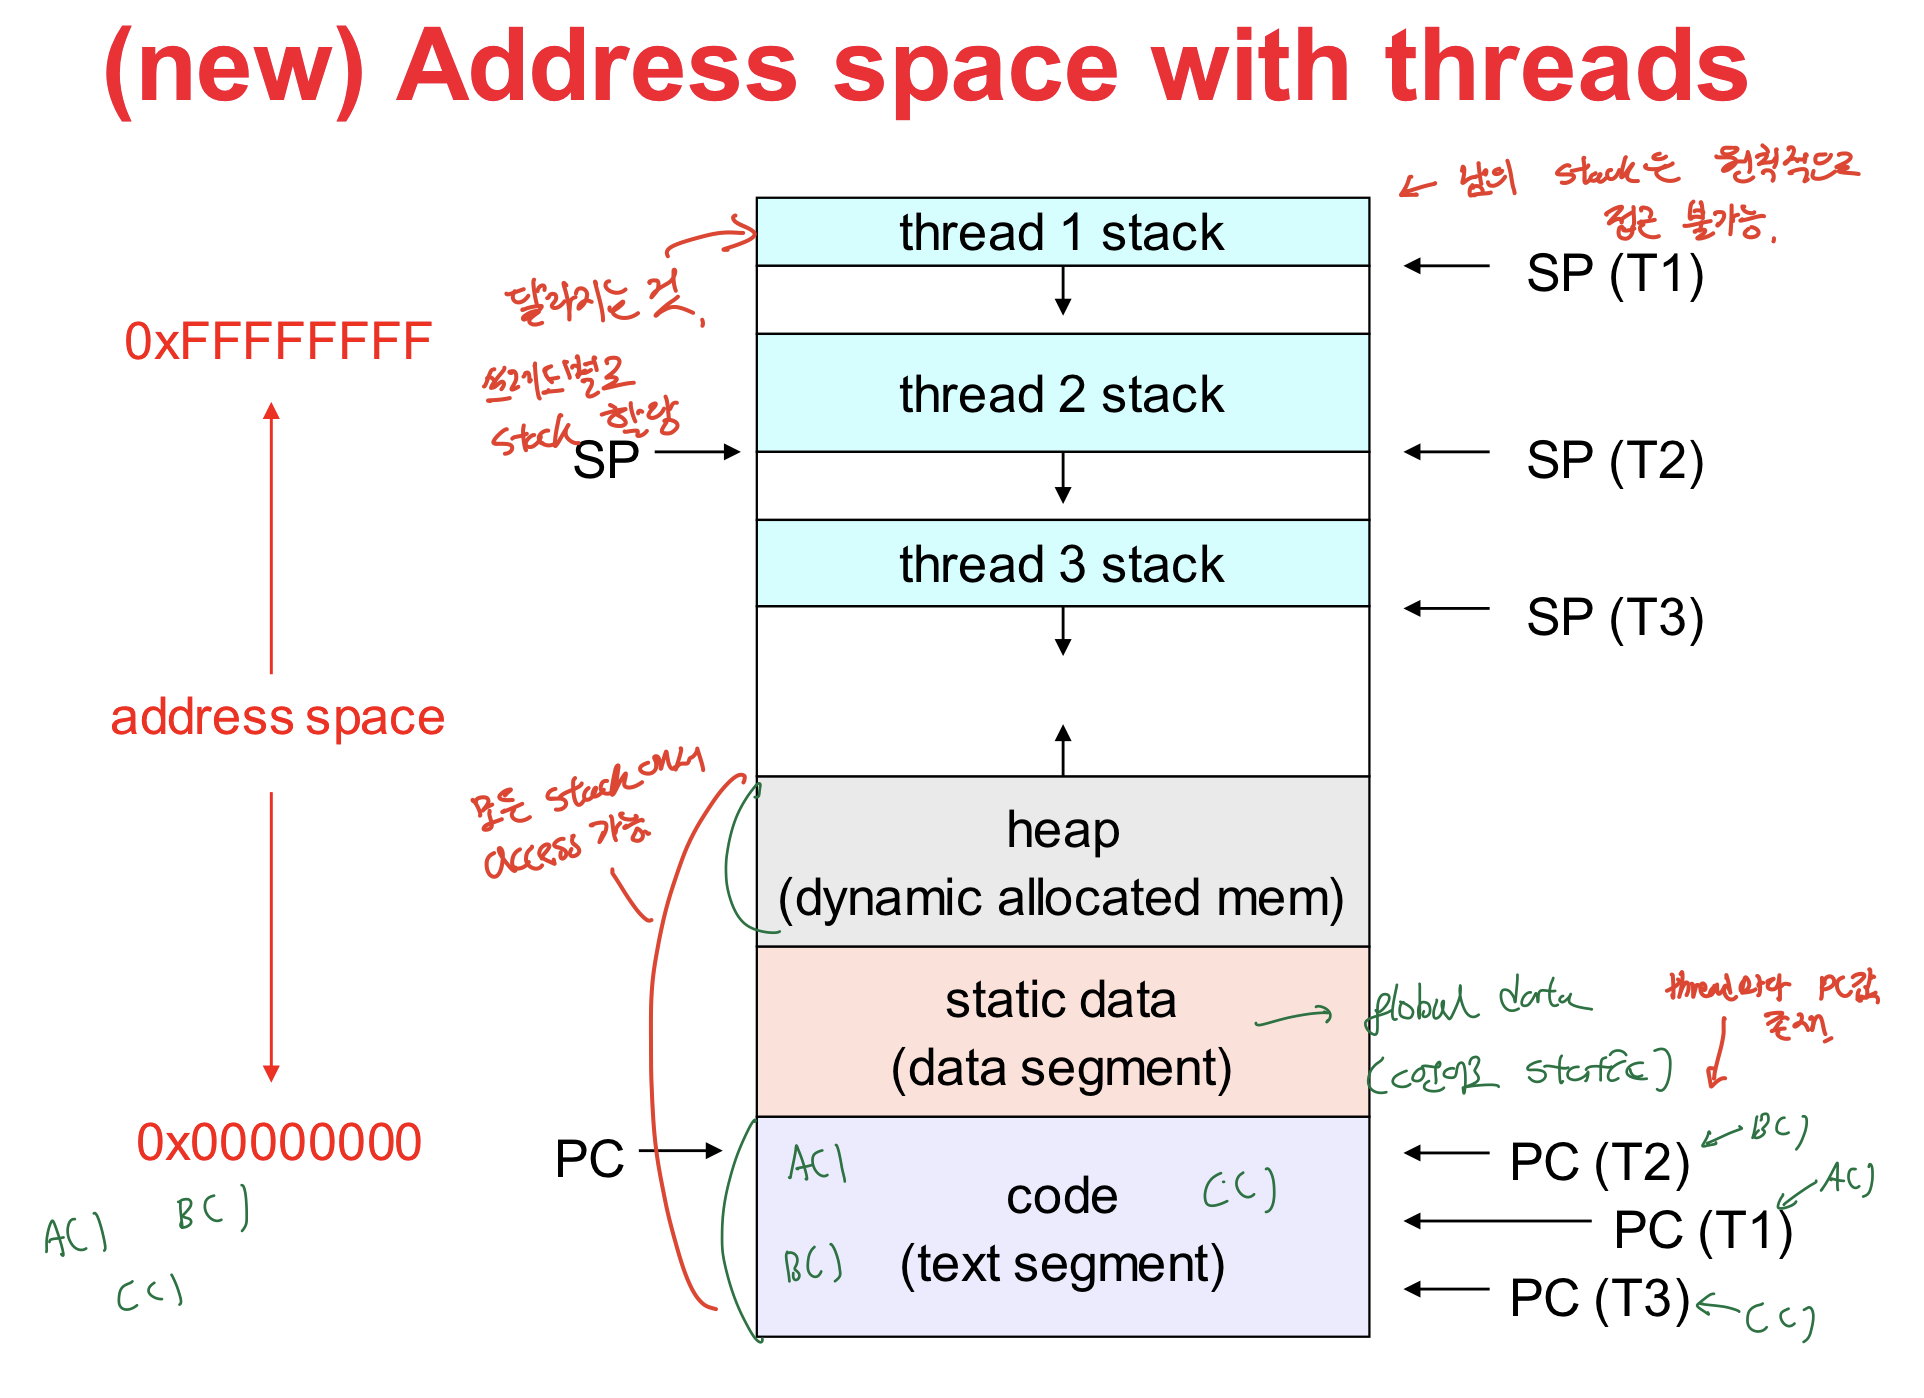 (new) Address space with threads
← 남의 stack은 원칙적으로
접근 불가능.
thread 1 stack
SP (T1)
달라지는 것.
0xFFFFFFFF
쓰레드별로
stack 할당
thread 2 stack
SP
SP (T2)
thread 3 stack
SP (T3)
address space
모든 stack에서
access 가능
heap
(dynamic allocated mem)
static data
(data segment)
global data
(static)
thread마다 PC값
존재.
0x00000000
PC
A()
code
C()
(text segment)
B()
PC (T2)
B()
A()
PC (T1)
PC (T3)
C()
A()
B()
C()